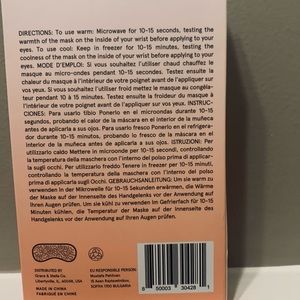 DIRECTIONS: To use warm: Microwave for 10-15 seconds, testing the
warmth of the mask on the inside of your wrist before applying to your
eyes. To use cool: Keep in freezer for 10-15 minutes, testing the
coolness of the mask on the inside of your wrist before applying to your
eyes. MODE D'EMPLOI: Si vous souhaitez l'utiliser chaud chauffez le
masque au micro-ondes pendant 10-15 secondes. Testez ensuite la
chaleur du masque à l'intérieur de votre poignet avant de l'appliquer sur
vos yeux. Si vous souhaitez l'utiliser froid mettez le masque au congéla-
teur pendant 10 à 15 minutes. Testez ensuite la froideur du masque à
l'intérieur de votre poignet avant de l'appliquer sur vos yeux. INSTRUC-
CIONES: Para usarlo tibio Ponerlo en el microondas durante 10-15
segundos, probando el calor de la máscara en el interior de la muñeca
antes de aplicarla a sus ojos. Para usarlo fresco Ponerlo en el refrigera-
dor durante 10-15 minutos, probando lo fresco de la máscara en el
interior de la muñeca antes de aplicarla a sus ojos. ISTRUZIONI: Per
utilizzarlo caldo Mettere in microonde per 10-15 secondi, controllando
la temperatura della maschera con l'interno del polso prima di applicar-
la sugli occhi. Per utilizzarlo freddo Tenere in freezer per 10-15 minuti,
controllando la temperatura della maschera con l'interno del polso
prima di applicarla sugli Occhi. GEBRAUCHSANLEITUNG: Um sie warm zu
verwenden in der Mikrowelle für 10-15 Sekunden erwärmen, die Wärme
der Maske auf der Innenseite des Handgelenks vor der Anwendung auf
Ihren Augen prüfen. Um sie kühl zu verwenden im Gefrierfach für 10-15
Minuten kühlen, die Temperatur der Maske auf der Innenseite des
Handgelenks vor der Anwendung auf Ihren Augen prüfen.
DISTRIBUTED BY
Grace & Stella Co.
Libertyville, IL, 60048, USA
MADE IN CHINA
FABRIQUÉ EN CHINE
EU RESPONSIBLE PERSON:
SOFIA 1700 BULGARIA
8 50003 30428